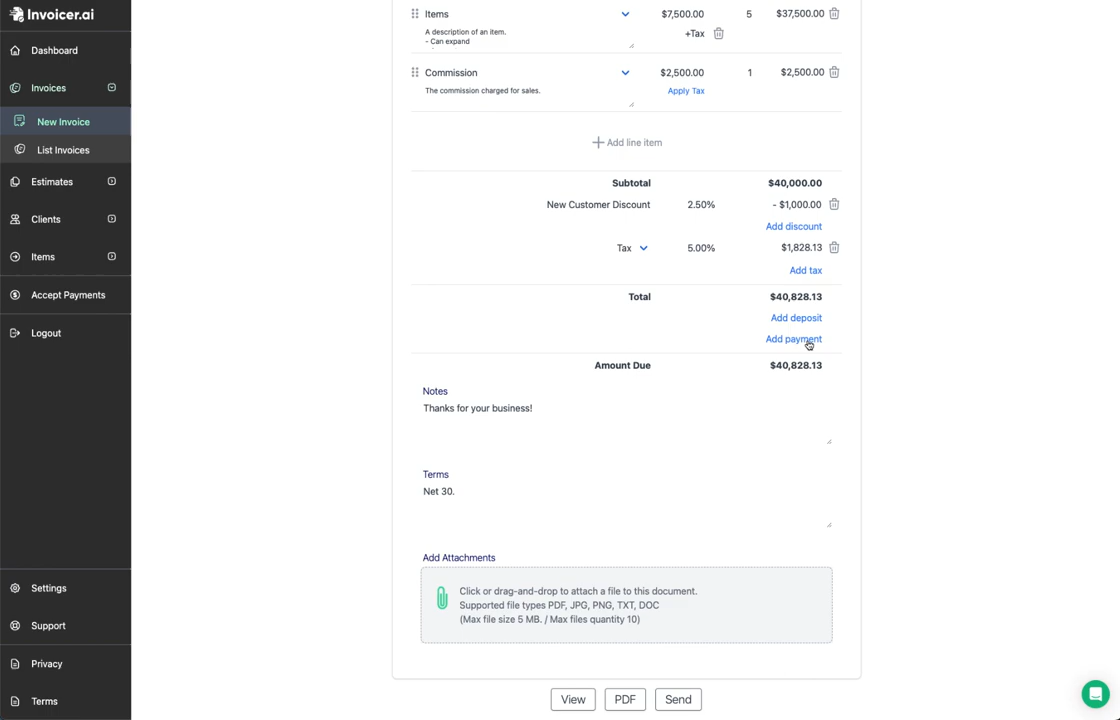 Invoicer.ai
Dashboard
Invoices
New Invoice
List Invoices
Estimates
Clients
Items
Accept Payments
Logout
Settings
Support
Privacy
Terms
Items $7,500.00 5 $37,500.00
A description of an item. +Tax
- Can expand
Commission $2,500.00 1 $2,500.00
The commission charged for sales. Apply Tax
Add line item
Subtotal $40,000.00
New Customer Discount 2.50% - $1,000.00
Add discount
Tax 5.00% $1,828.13
Add tax
Total $40,828.13
Add deposit
Add payment
Amount Due $40,828.13
Notes
Thanks for your business!
Terms
Net 30.
Add Attachments
Click or drag-and-drop to attach a file to this document.
Supported file types PDF, JPG, PNG, TXT, DOC
(Max file size 5 MB. / Max files quantity 10)
View PDF Send